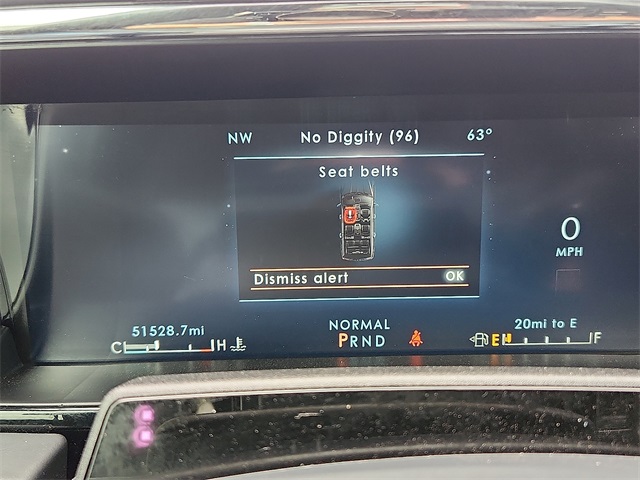 NW No Diggity (96) 63°
Seat belts
0
MPH
Dismiss alert OK
51528.7mi NORMAL 20mi to E
C H PRND E F